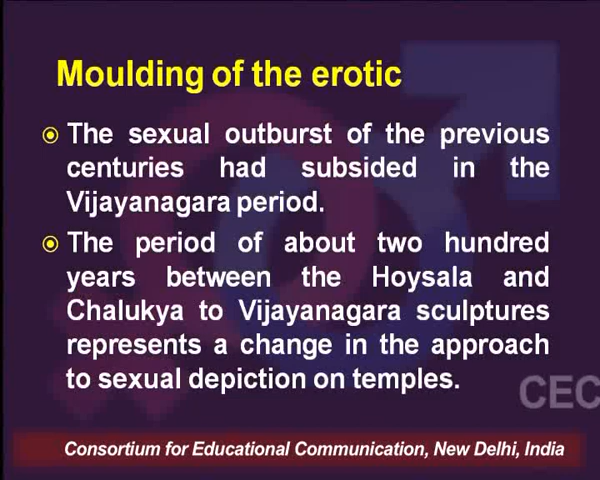 Moulding of the erotic
The sexual outburst of the previous
centuries had subsided in the
Vijayanagara period.
The period of about two hundred
years between the Hoysala and
Chalukya to Vijayanagara sculptures
represents a change in the approach
to sexual depiction on temples.
CEC
Consortium for Educational Communication, New Delhi, India